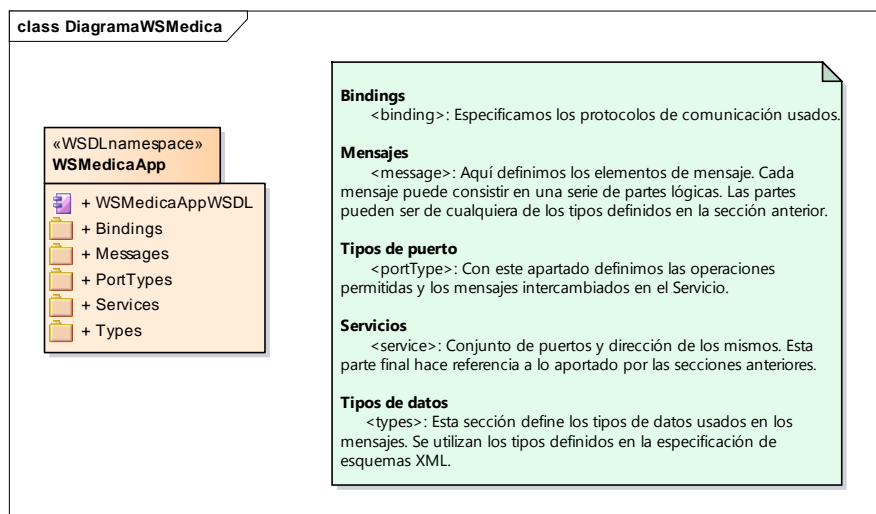 class DiagramaWSMedica
«WSDLnamespace»
WSMedicaApp
+ WSMedicaAppWSDL
+ Bindings
+ Messages
+ PortTypes
+ Services
+ Types
Bindings
<binding>: Especificamos los protocolos de comunicación usados.
Mensajes
<message>: Aquí definimos los elementos de mensaje. Cada
mensaje puede consistir en una serie de partes lógicas. Las partes
pueden ser de cualquiera de los tipos definidos en la sección anterior.
Tipos de puerto
<portType>: Con este apartado definimos las operaciones
permitidas y los mensajes intercambiados en el Servicio.
Servicios
<service>: Conjunto de puertos y dirección de los mismos. Esta
parte final hace referencia a lo aportado por las secciones anteriores.
Tipos de datos
<types>: Esta sección define los tipos de datos usados en los
mensajes. Se utilizan los tipos definidos en la especificación de
esquemas XML.